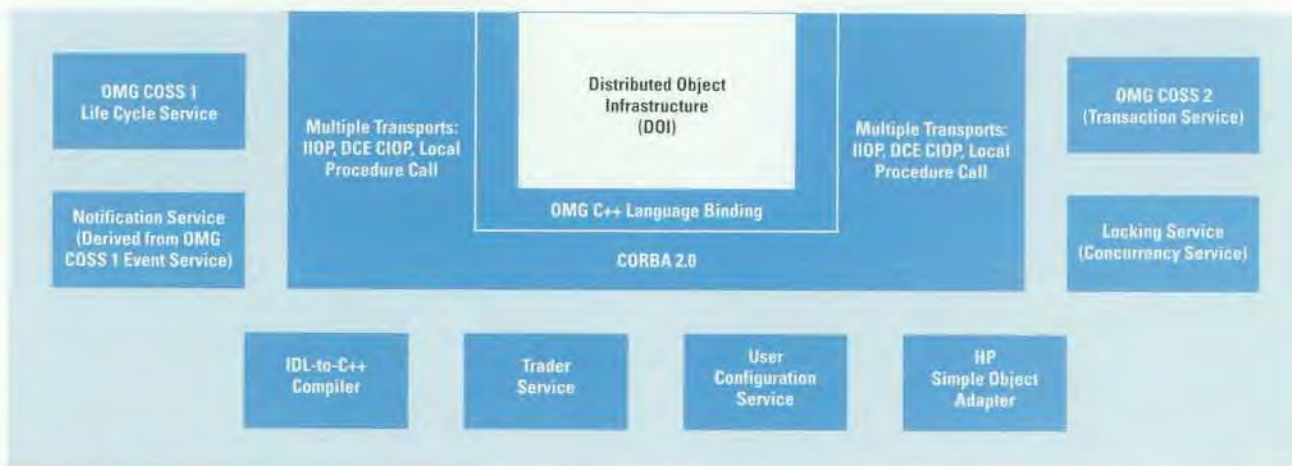 OMG COSS 1
Life Cycle Service
Notification Service
(Derived from OMG
COSS 1 Event Service)
Multiple Transports:
IIOP, DCE CIOP, Local
Procedure Call
Distributed Object
Infrastructure
(DOI)
OMG C++ Language Binding
CORBA 2.0
Multiple Transports:
IIOP, DCE CIOP, Local
Procedure Call
OMG COSS 2
(Transaction Service)
Locking Service
(Concurrency Service)
IDL-to-C++
Compiler
Trader
Service
User
Configuration
Service
HP
Simple Object
Adapter